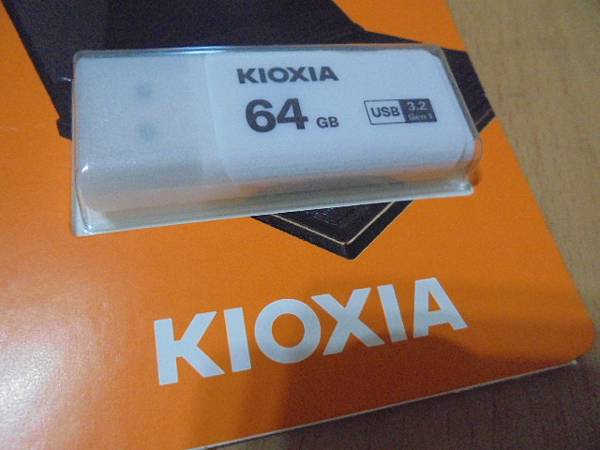 KIOXIA
64 GB
USB 3.2
Gen 1
KIOXIA